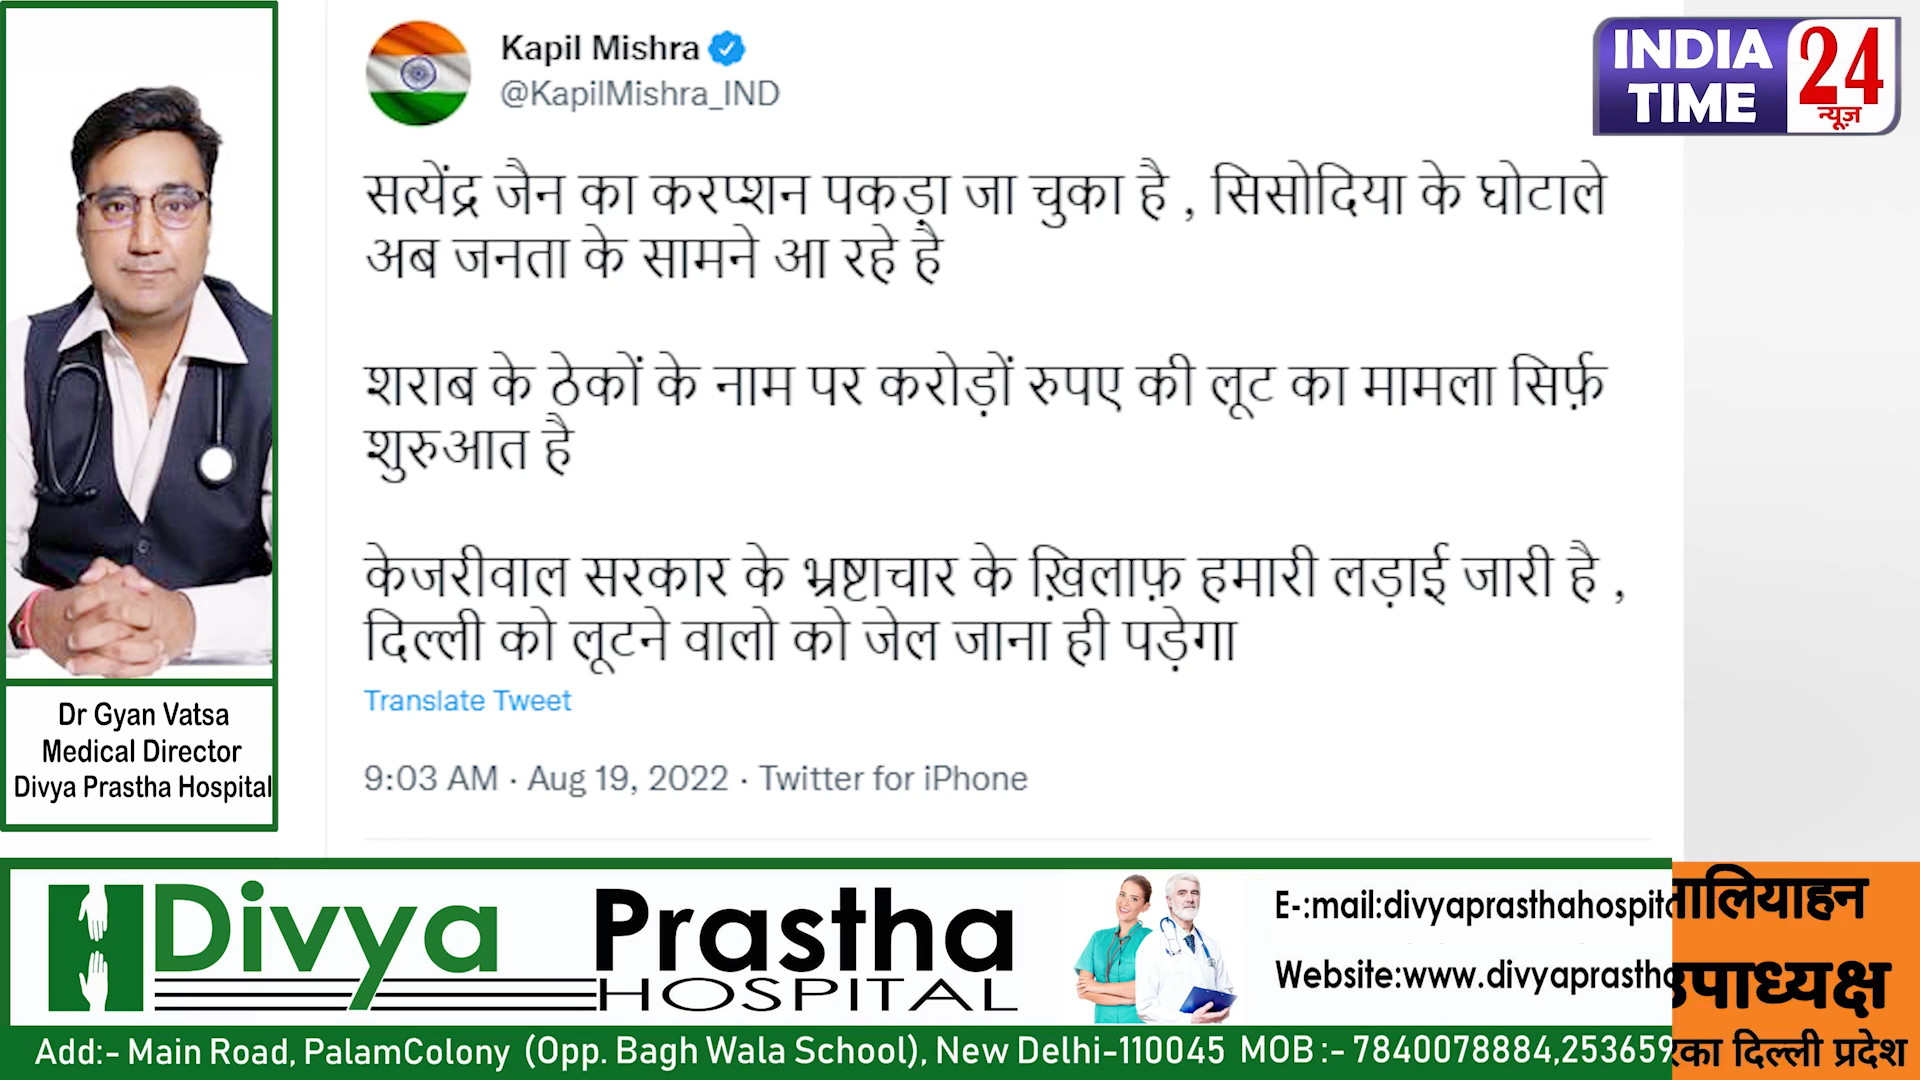 Kapil Mishra
@KapilMishra_IND
INDIA
TIME
24
न्यूज़
सत्येंद्र जैन का करप्शन पकड़ा जा चुका है , सिसोदिया के घोटाले
अब जनता के सामने आ रहे है
शराब के ठेकों के नाम पर करोड़ों रुपए की लूट का मामला सिर्फ़
शुरुआत है
केजरीवाल सरकार के भ्रष्टाचार के ख़िलाफ़ हमारी लड़ाई जारी है ,
दिल्ली को लूटने वालो को जेल जाना ही पड़ेगा
Translate Tweet
9:03 AM · Aug 19, 2022 · Twitter for iPhone
Dr Gyan Vatsa
Medical Director
Divya Prastha Hospital
Divya Prastha
HOSPITAL
E-:mail:divyaprasthahospit
Website:www.divyaprastha
Add:- Main Road, PalamColony (Opp. Bagh Wala School), New Delhi-110045 MOB :- 7840078884,253659
दिल्ली प्रदेश